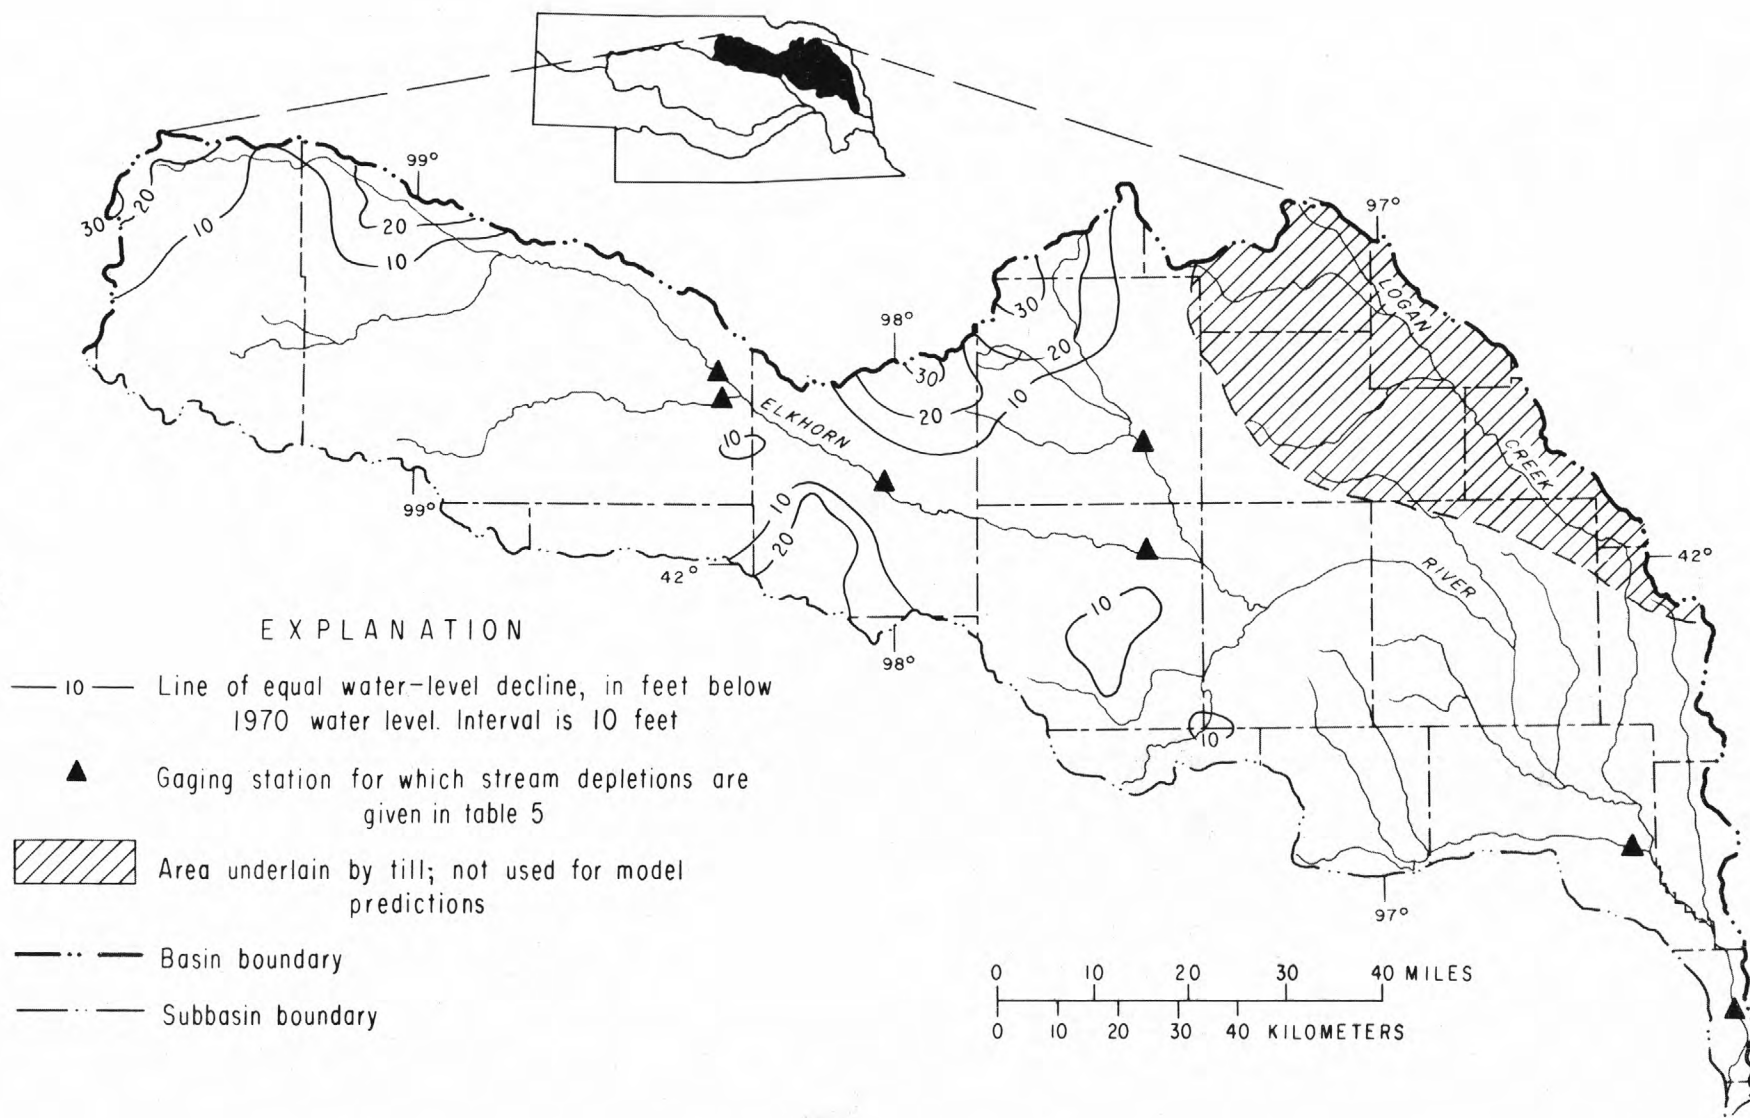 99°
97°
30
20
10
20
10
LOGAN
30
98°
20
30
10
20
ELKHORN
10
CREEK
10
99°
20
42°
42°
RIVER
10
98°
10
EXPLANATION
10 Line of equal water-level decline, in feet below
1970 water level. Interval is 10 feet
Gaging station for which stream depletions are
given in table 5
Area underlain by till; not used for model
predictions
Basin boundary
Subbasin boundary
97°
0 10 20 30 40 MILES
0 10 20 30 40 KILOMETERS